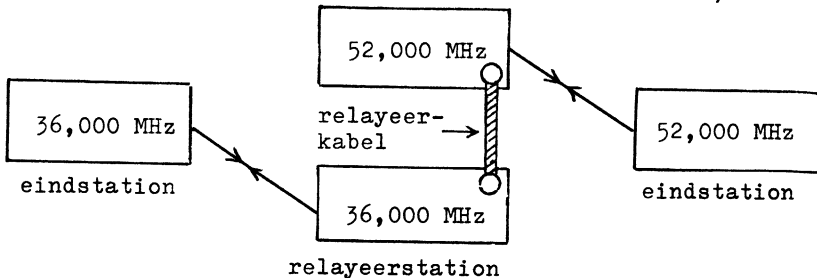 52,000 MHz
36,000 MHz
relayeer-
kabel
52,000 MHz
eindstation
eindstation
36,000 MHz
relayeerstation